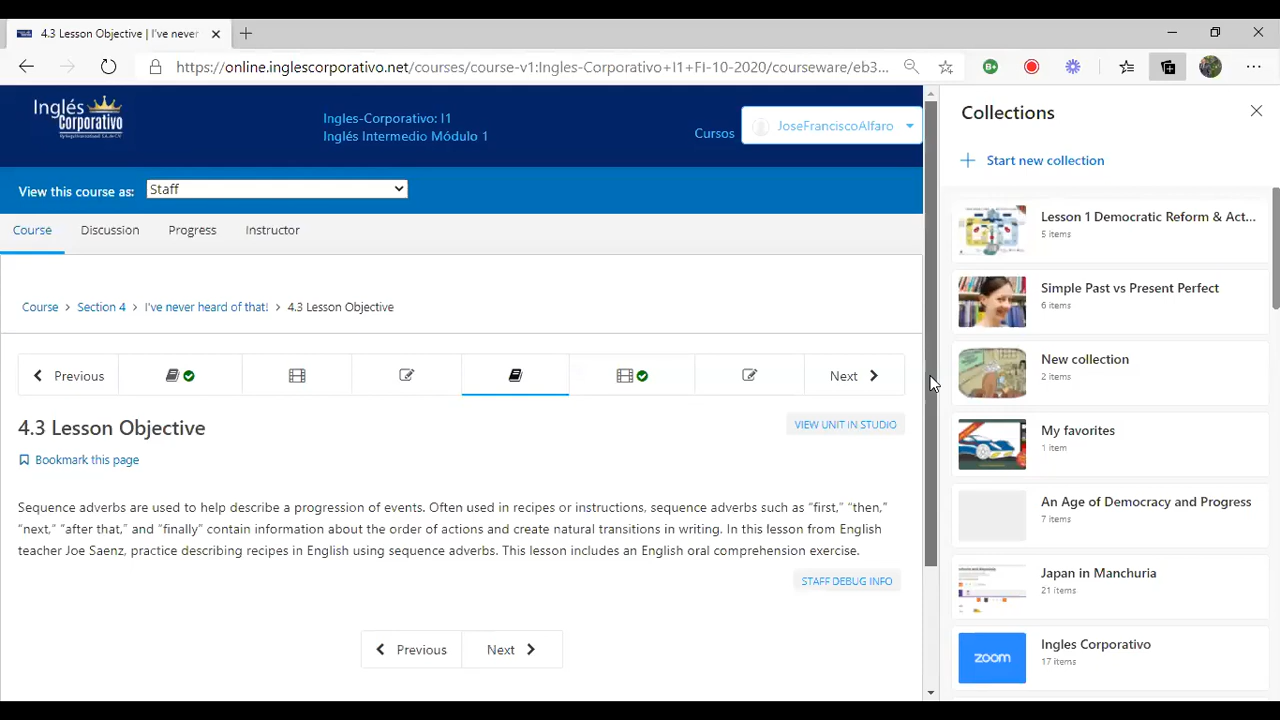 4.3 Lesson Objective | I've never
https://online.inglescorporativo.net/courses/course-v1:Ingles-Corporativo+I1+FI-10-2020/courseware/eb3...
Inglés
Corporativo
Ingles-Corporativo: I1
Inglés Intermedio Módulo 1
Cursos
JoseFranciscoAlfaro
View this course as:
Staff
Course
Discussion
Progress
Instructor
Course > Section 4 > I've never heard of that! > 4.3 Lesson Objective
Previous
Next
4.3 Lesson Objective
VIEW UNIT IN STUDIO
Bookmark this page
Sequence adverbs are used to help describe a progression of events. Often used in recipes or instructions, sequence adverbs such as “first,” “then,”
“next,” “after that,” and “finally” contain information about the order of actions and create natural transitions in writing. In this lesson from English
teacher Joe Saenz, practice describing recipes in English using sequence adverbs. This lesson includes an English oral comprehension exercise.
STAFF DEBUG INFO
Previous
Next
Collections
Start new collection
Lesson 1 Democratic Reform & Act...
5 items
Simple Past vs Present Perfect
6 items
New collection
2 items
My favorites
1 item
An Age of Democracy and Progress
7 items
Japan in Manchuria
21 items
zoom
Ingles Corporativo
17 items